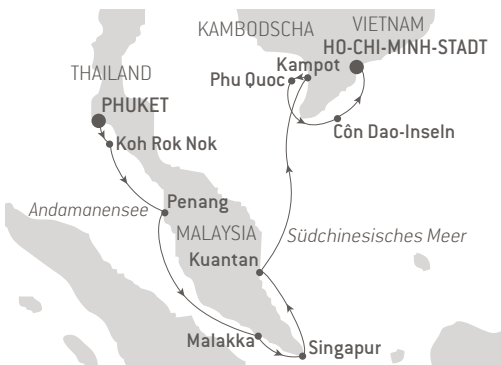 VIETNAM
KAMBODSCHA
HO-CHI-MINH-STADT
Kampot
THAILAND
Phu Quoc
PHUKET
Côn Dao-Inseln
Koh Rok Nok
Penang
Andamanensee
MALAYSIA
Südchinesisches Meer
Kuantan
Malakka
Singapur